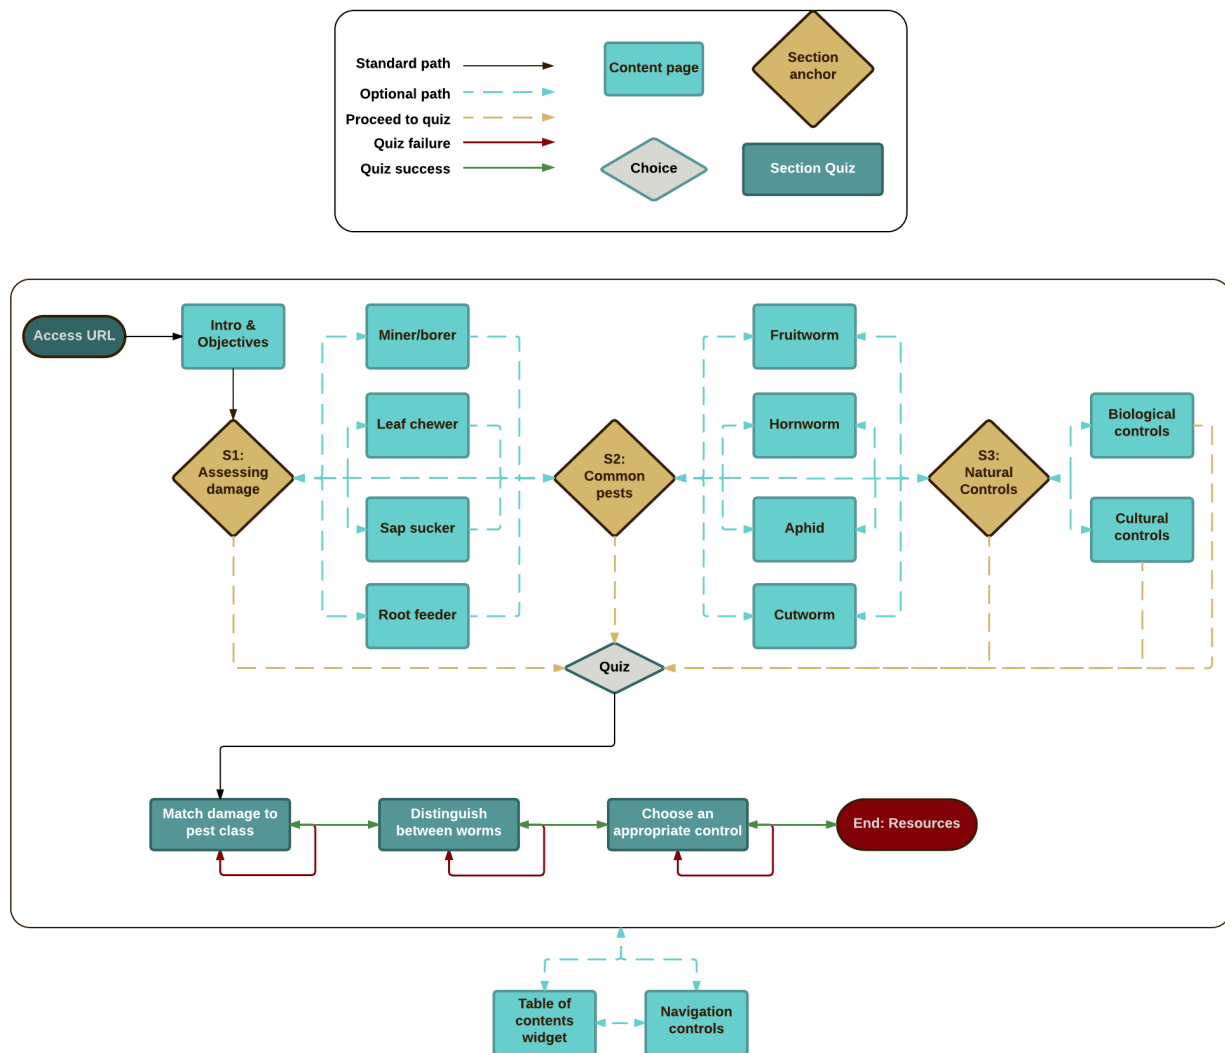 Standard path
Optional path
Proceed to quiz
Quiz failure
Quiz success
Content page
Section
anchor
Choice
Section Quiz
Access URL
Intro &
Objectives
S1:
Assessing
damage
Miner/borer
Leaf chewer
Sap sucker
Root feeder
S2:
Common
pests
Fruitworm
Hornworm
Aphid
Cutworm
S3:
Natural
Controls
Biological
controls
Cultural
controls
Quiz
Match damage to
pest class
Distinguish
between worms
Choose an
appropriate control
End: Resources
Table of
contents
widget
Navigation
controls